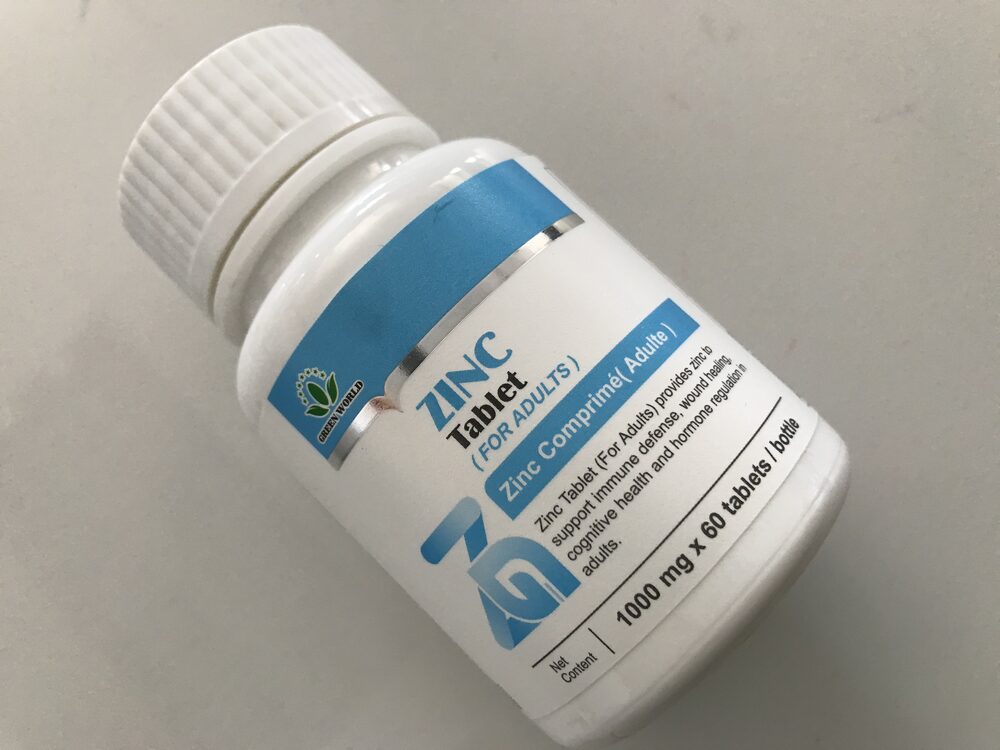 GREEN WORLD
ZINC
Tablet
( FOR ADULTS )
Zinc Comprimé( Adulte )
Zinc Tablet (For Adults) provides zinc to
support immune defense, wound healing,
cognitive health and hormone regulation in
adults.
Net
Content
1000 mg x 60 tablets / bottle
Zn